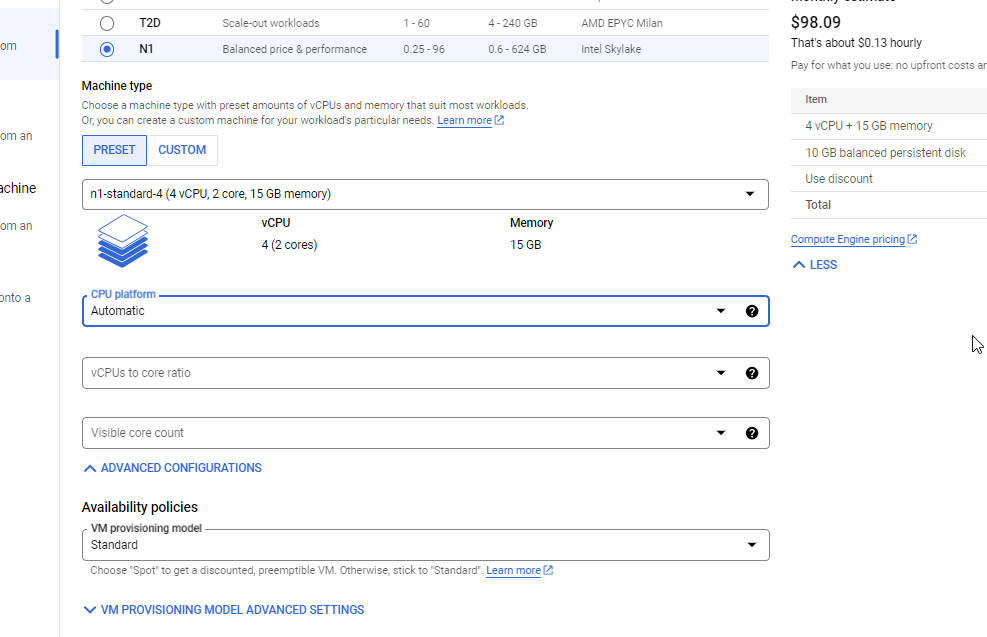 Monthly estimate
T2D Scale-out workloads 1 - 60 4 - 240 GB AMD EPYC Milan
$98.09
om
N1 Balanced price & performance 0.25 - 96 0.6 - 624 GB Intel Skylake
That's about $0.13 hourly
Pay for what you use: no upfront costs an
Machine type
Choose a machine type with preset amounts of vCPUs and memory that suit most workloads.
Or, you can create a custom machine for your workload's particular needs. Learn more
Item
4 vCPU + 15 GB memory
om an
PRESET CUSTOM
10 GB balanced persistent disk
Use discount
achine
n1-standard-4 (4 vCPU, 2 core, 15 GB memory)
Total
om an
vCPU Memory
4 (2 cores) 15 GB
Compute Engine pricing
LESS
onto a
CPU platform
Automatic
vCPUs to core ratio
Visible core count
ADVANCED CONFIGURATIONS
Availability policies
VM provisioning model
Standard
Choose "Spot" to get a discounted, preemptible VM. Otherwise, stick to "Standard". Learn more
VM PROVISIONING MODEL ADVANCED SETTINGS